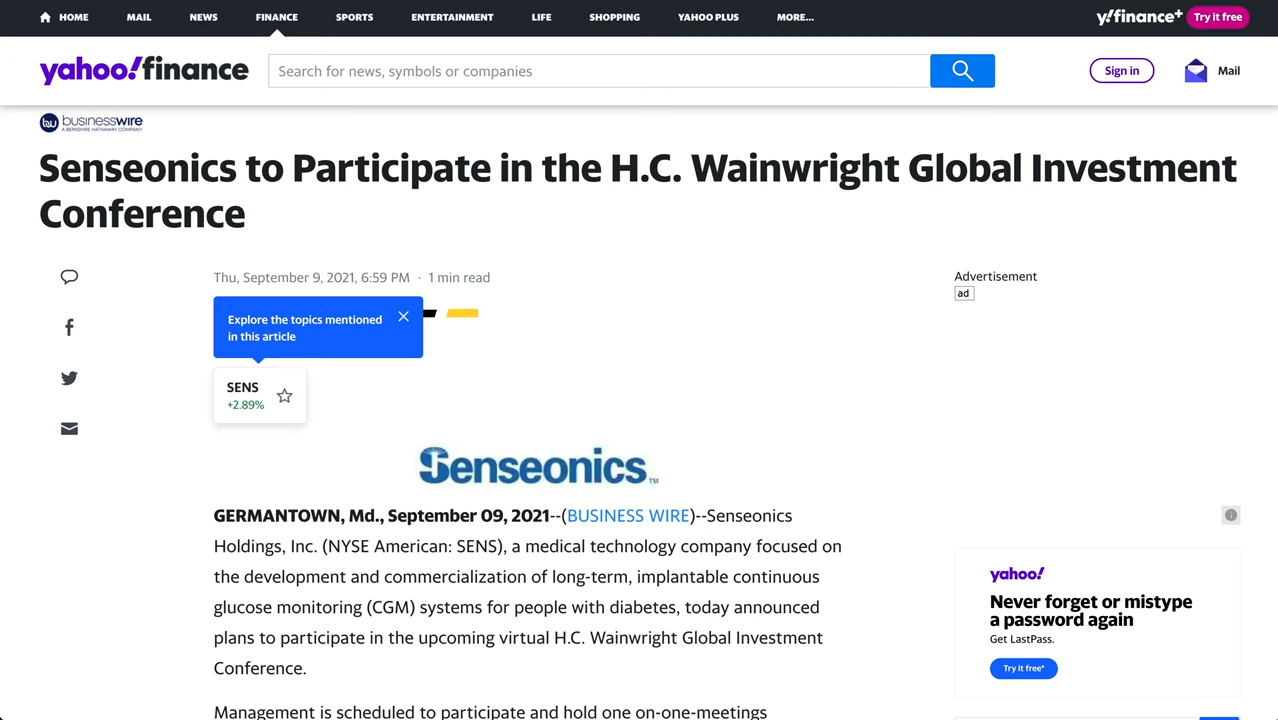 HOME MAIL NEWS FINANCE SPORTS ENTERTAINMENT LIFE SHOPPING YAHOO PLUS MORE... y!finance+ Try it free
yahoo!finance Search for news, symbols or companies Sign in Mail
bw businesswire
A BERKSHIRE HATHAWAY COMPANY
Senseonics to Participate in the H.C. Wainwright Global Investment
Conference
Thu, September 9, 2021, 6:59 PM · 1 min read
Explore the topics mentioned
in this article
SENS
+2.89%
Senseonics™
GERMANTOWN, Md., September 09, 2021--(BUSINESS WIRE)--Senseonics
Holdings, Inc. (NYSE American: SENS), a medical technology company focused on
the development and commercialization of long-term, implantable continuous
glucose monitoring (CGM) systems for people with diabetes, today announced
plans to participate in the upcoming virtual H.C. Wainwright Global Investment
Conference.
Management is scheduled to participate and hold one on-one-meetings
Advertisement
ad
yahoo!
Never forget or mistype
a password again
Get LastPass.
Try it free*